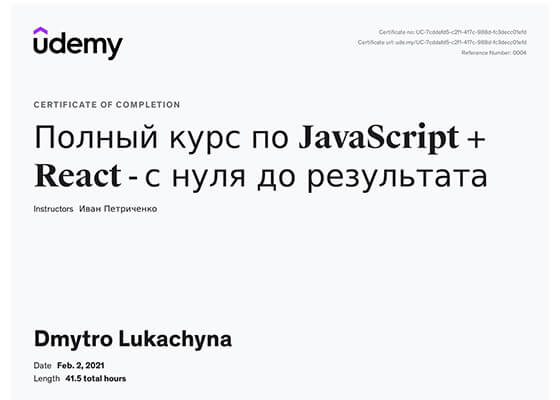 udemy
Certificate no: UC-7cddafd5-c2f1-417c-988d-fc3decc01efd
Certificate url: ude.my/UC-7cddafd5-c2f1-417c-988d-fc3decc01efd
Reference Number: 0004
CERTIFICATE OF COMPLETION
Полный курс по JavaScript +
React - с нуля до результата
Instructors Иван Петриченко
Dmytro Lukachyna
Date Feb. 2, 2021
Length 41.5 total hours